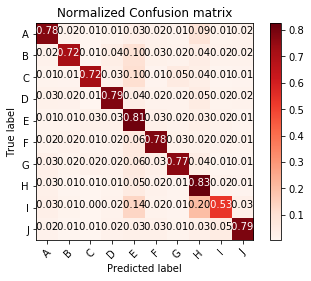 Normalized Confusion matrix
A 0.78 0.02 0.01 0.01 0.03 0.02 0.01 0.09 0.01 0.02
B 0.02 0.72 0.02 0.04 0.10 0.03 0.02 0.04 0.02 0.02
C 0.01 0.01 0.72 0.03 0.10 0.01 0.05 0.04 0.01 0.01
D 0.01 0.02 0.01 0.79 0.04 0.02 0.02 0.05 0.02 0.02
E 0.01 0.01 0.03 0.03 0.81 0.03 0.02 0.03 0.02 0.01
F 0.02 0.02 0.01 0.02 0.06 0.78 0.03 0.03 0.02 0.01
G 0.03 0.02 0.02 0.02 0.06 0.03 0.77 0.04 0.01 0.01
H 0.03 0.01 0.01 0.01 0.05 0.02 0.01 0.83 0.01 0.02
I 0.03 0.01 0.00 0.02 0.14 0.02 0.01 0.20 0.53 0.03
J 0.02 0.01 0.01 0.02 0.03 0.02 0.01 0.03 0.05 0.79
A B C D E F G H I J
True label
Predicted label
0.8
0.7
0.6
0.5
0.4
0.3
0.2
0.1